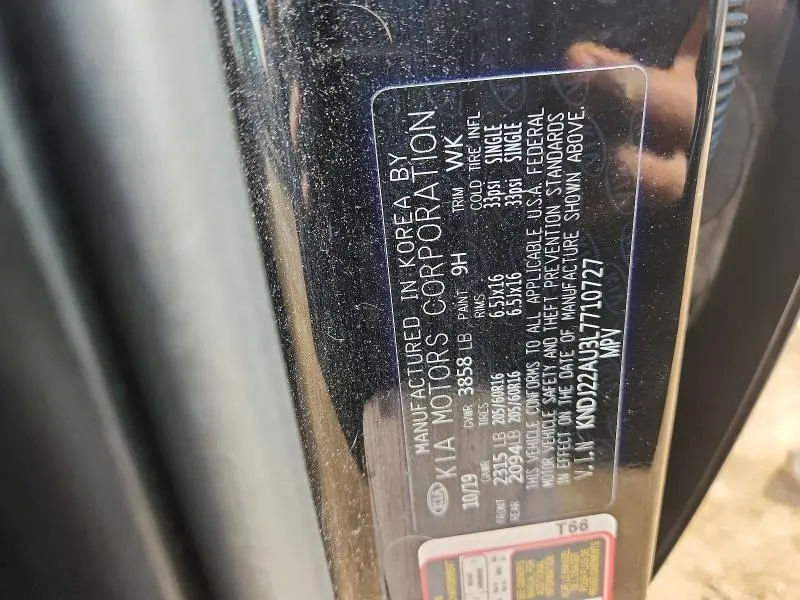 MANUFACTURED IN KOREA BY
KIA KIA MOTORS CORPORATION
10/19 GVWR 3858 LB PAINT 9H TRIM WK
GAWR TIRES RIMS COLD TIRE INFL
FRONT 2315 LB 205/60R16 6.5JX16 33psi SINGLE
REAR 2094 LB 205/60R16 6.5JX16 33psi SINGLE
THIS VEHICLE CONFORMS TO ALL APPLICABLE U.S.A. FEDERAL
MOTOR VEHICLE SAFETY AND THEFT PREVENTION STANDARDS
IN EFFECT ON THE DATE OF MANUFACTURE SHOWN ABOVE.
V.I.N KNDJ22AU3L7710727
MPV
T66